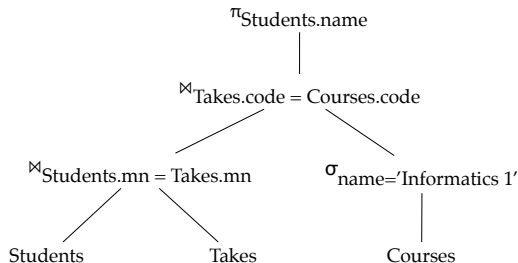 πStudents.name
⋈Takes.code = Courses.code
⋈Students.mn = Takes.mn
σname=’Informatics 1’
Students
Takes
Courses